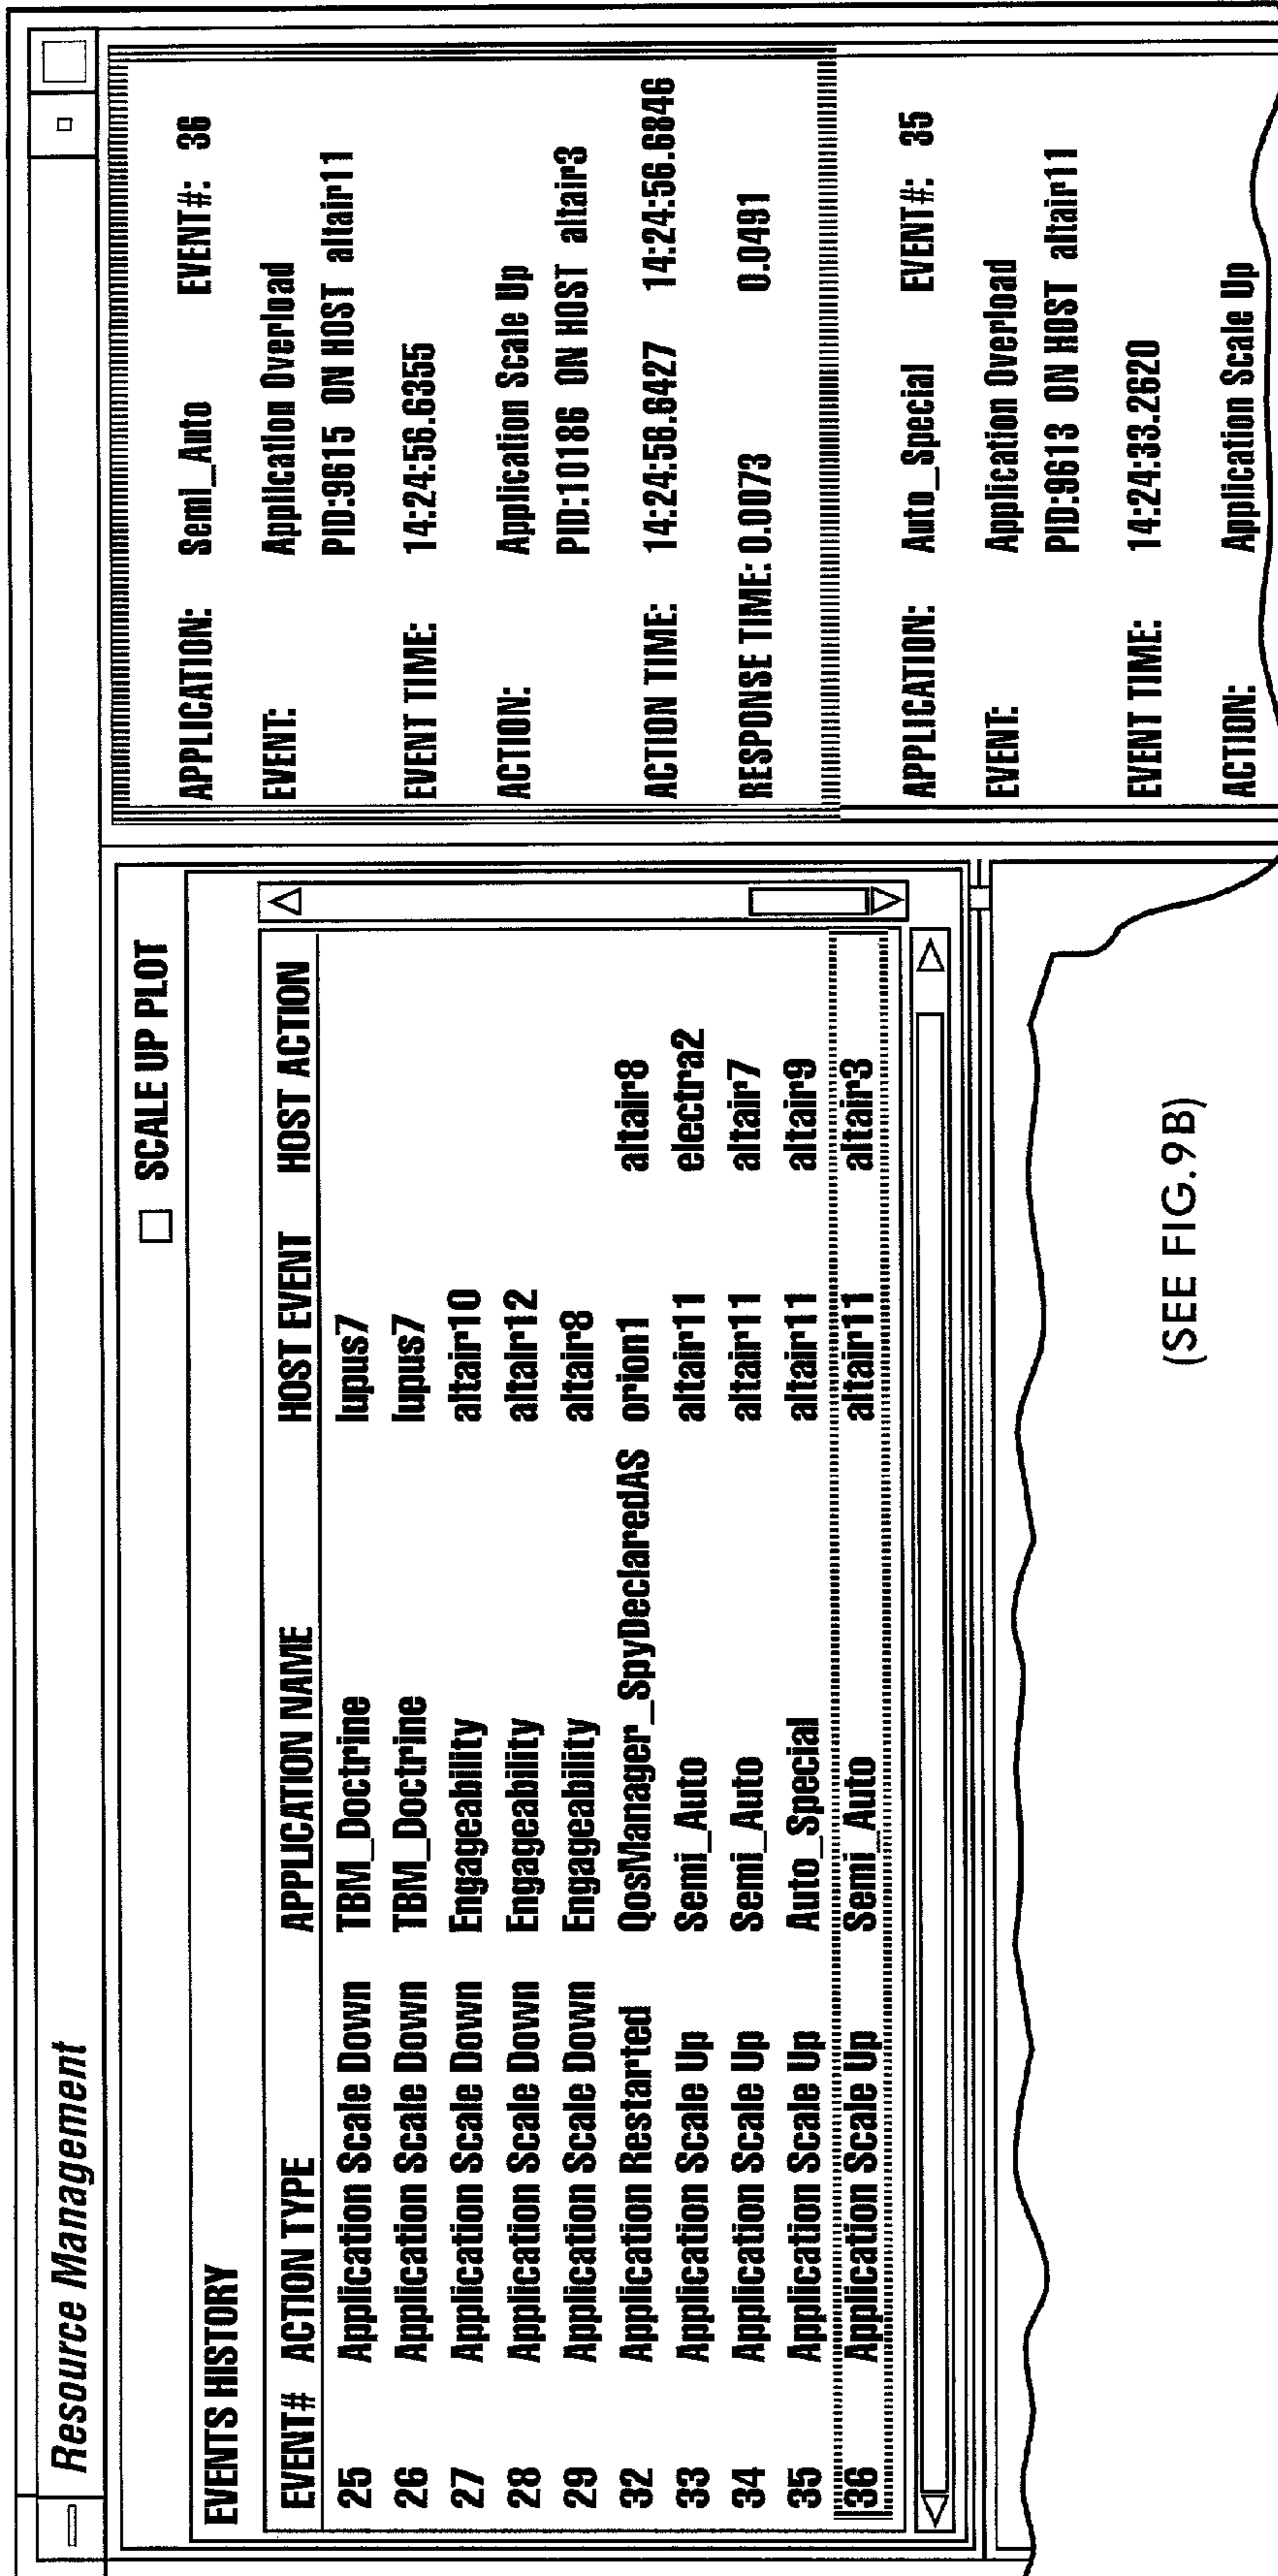 Resource Management
SCALE UP PLOT
EVENTS HISTORY
EVENT# ACTION TYPE APPLICATION NAME HOST EVENT HOST ACTION
25 Application Scale Down TBM_Doctrine lupus7
26 Application Scale Down TBM_Doctrine lupus7
27 Application Scale Down Engageability altair10
28 Application Scale Down Engageability altair12
29 Application Scale Down Engageability altair8
32 Application Restarted QosManager_SpyDeclaredAS orion1 altair8
33 Application Scale Up Semi_Auto altair11 electra2
34 Application Scale Up Semi_Auto altair11 altair7
35 Application Scale Up Auto_Special altair11 altair9
36 Application Scale Up Semi_Auto altair11 altair3
APPLICATION: Semi_Auto EVENT#: 36
EVENT: Application Overload
PID:9615 ON HOST altair11
EVENT TIME: 14:24:56.6355
ACTION: Application Scale Up
PID:10186 ON HOST altair3
ACTION TIME: 14:24:56.6427 14:24:56.6846
RESPONSE TIME: 0.0073 0.0491
APPLICATION: Auto_Special EVENT#: 35
EVENT: Application Overload
PID:9613 ON HOST altair11
EVENT TIME: 14:24:33.2620
ACTION: Application Scale Up
(SEE FIG.9B)